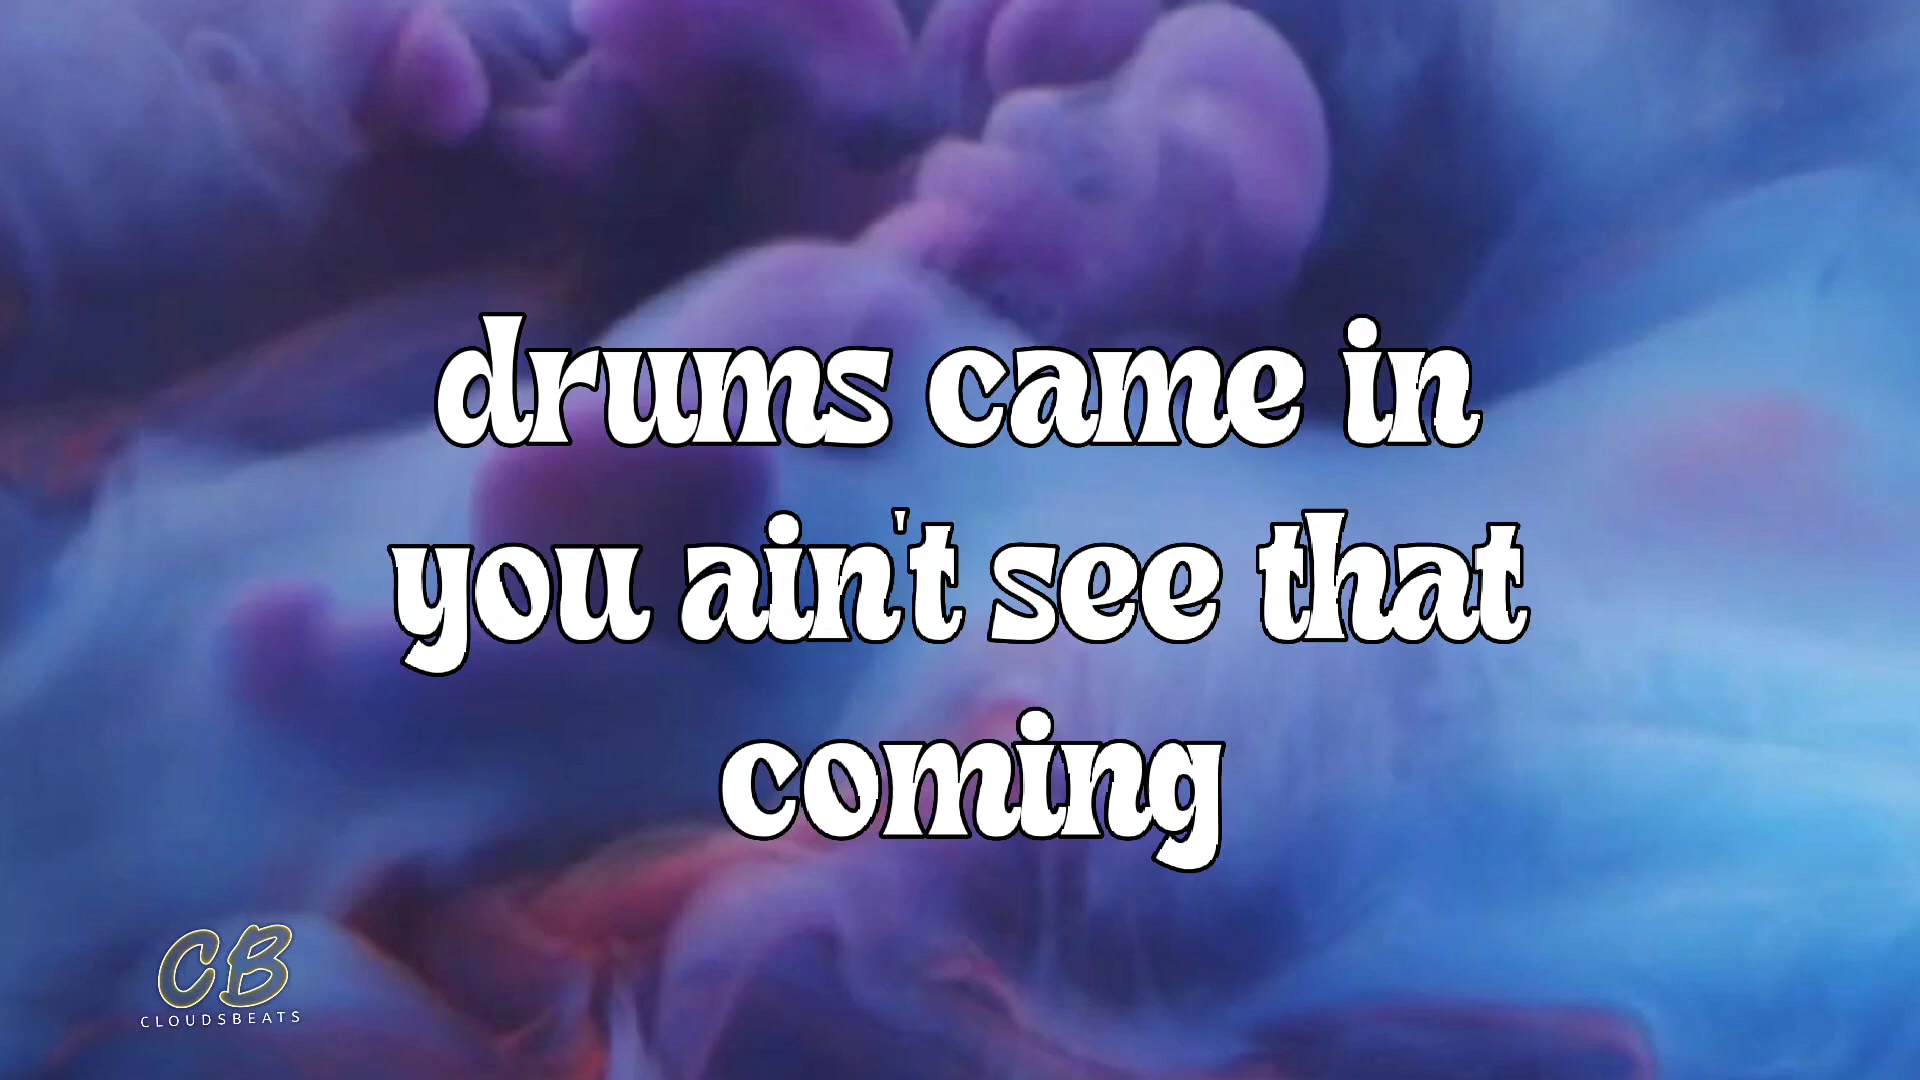 drums came in
you ain't see that
coming
CB
CLOUDSBEATS